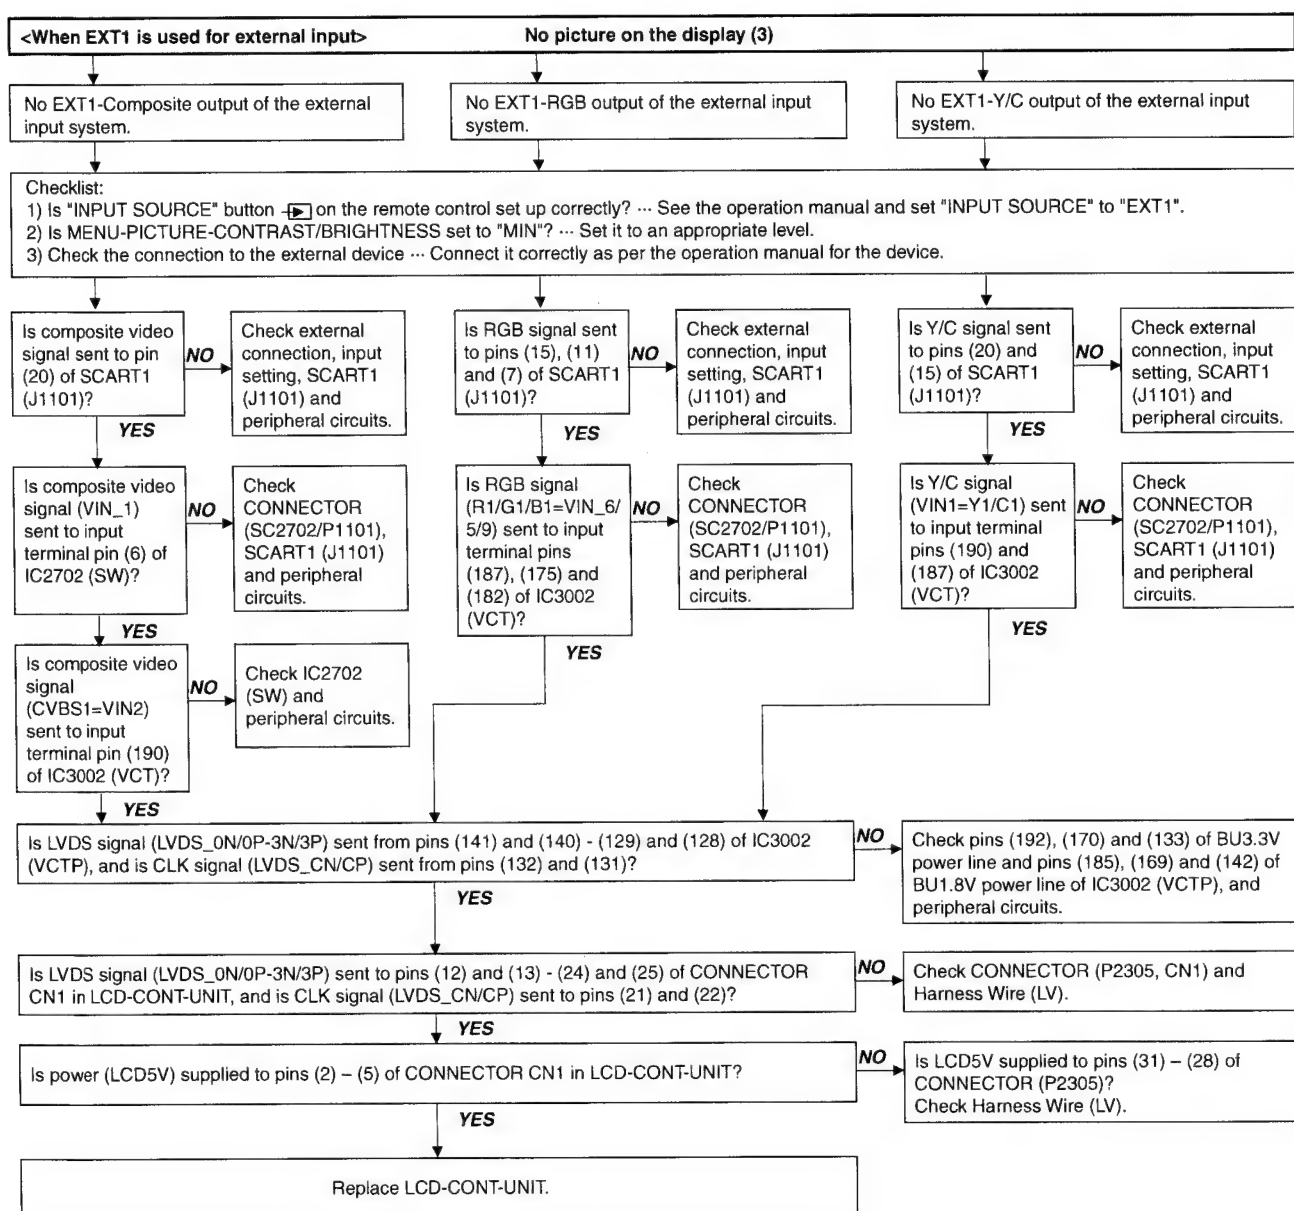 <When EXT1 is used for external input>
No picture on the display (3)
No EXT1-Composite output of the external
input system.
No EXT1-RGB output of the external input
system.
No EXT1-Y/C output of the external input
system.
Checklist:
1) Is "INPUT SOURCE" button on the remote control set up correctly? ··· See the operation manual and set "INPUT SOURCE" to "EXT1".
2) Is MENU-PICTURE-CONTRAST/BRIGHTNESS set to "MIN"? ··· Set it to an appropriate level.
3) Check the connection to the external device ··· Connect it correctly as per the operation manual for the device.
Is composite video
signal sent to pin
(20) of SCART1
(J1101)?
NO
Check external
connection, input
setting, SCART1
(J1101) and
peripheral circuits.
YES
Is RGB signal sent
to pins (15), (11)
and (7) of SCART1
(J1101)?
NO
Check external
connection, input
setting, SCART1
(J1101) and
peripheral circuits.
YES
Is Y/C signal sent
to pins (20) and
(15) of SCART1
(J1101)?
NO
Check external
connection, input
setting, SCART1
(J1101) and
peripheral circuits.
YES
Is composite video
signal (VIN_1)
sent to input
terminal pin (6) of
IC2702 (SW)?
NO
Check
CONNECTOR
(SC2702/P1101),
SCART1 (J1101)
and peripheral
circuits.
YES
Is RGB signal
(R1/G1/B1=VIN_6/
5/9) sent to input
terminal pins
(187), (175) and
(182) of IC3002
(VCT)?
NO
Check
CONNECTOR
(SC2702/P1101),
SCART1 (J1101)
and peripheral
circuits.
YES
Is Y/C signal
(VIN1=Y1/C1) sent
to input terminal
pins (190) and
(187) of IC3002
(VCT)?
NO
Check
CONNECTOR
(SC2702/P1101),
SCART1 (J1101)
and peripheral
circuits.
YES
Is composite video
signal
(CVBS1=VIN2)
sent to input
terminal pin (190)
of IC3002 (VCT)?
NO
Check IC2702
(SW) and
peripheral circuits.
YES
Is LVDS signal (LVDS_0N/0P-3N/3P) sent from pins (141) and (140) - (129) and (128) of IC3002
(VCTP), and is CLK signal (LVDS_CN/CP) sent from pins (132) and (131)?
NO
Check pins (192), (170) and (133) of BU3.3V
power line and pins (185), (169) and (142) of
BU1.8V power line of IC3002 (VCTP), and
peripheral circuits.
YES
Is LVDS signal (LVDS_0N/0P-3N/3P) sent to pins (12) and (13) - (24) and (25) of CONNECTOR
CN1 in LCD-CONT-UNIT, and is CLK signal (LVDS_CN/CP) sent to pins (21) and (22)?
NO
Check CONNECTOR (P2305, CN1) and
Harness Wire (LV).
YES
Is power (LCD5V) supplied to pins (2) – (5) of CONNECTOR CN1 in LCD-CONT-UNIT?
NO
Is LCD5V supplied to pins (31) – (28) of
CONNECTOR (P2305)?
Check Harness Wire (LV).
YES
Replace LCD-CONT-UNIT.